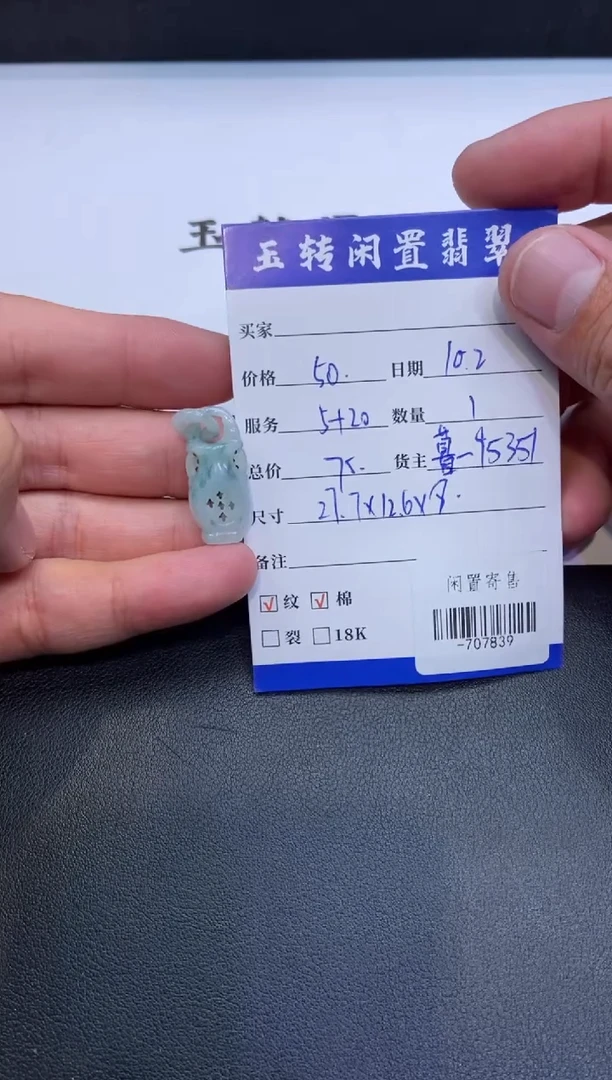 玉转闲置翡翠
买家
价格 50. 日期 10.2
服务 5+20 数量 1
总价 75. 货主 -45351
尺寸 27.7x12.6x8.
备注
☑ 纹 ☑ 棉
☐ 裂 ☐ 18K
闲置寄售
-707839